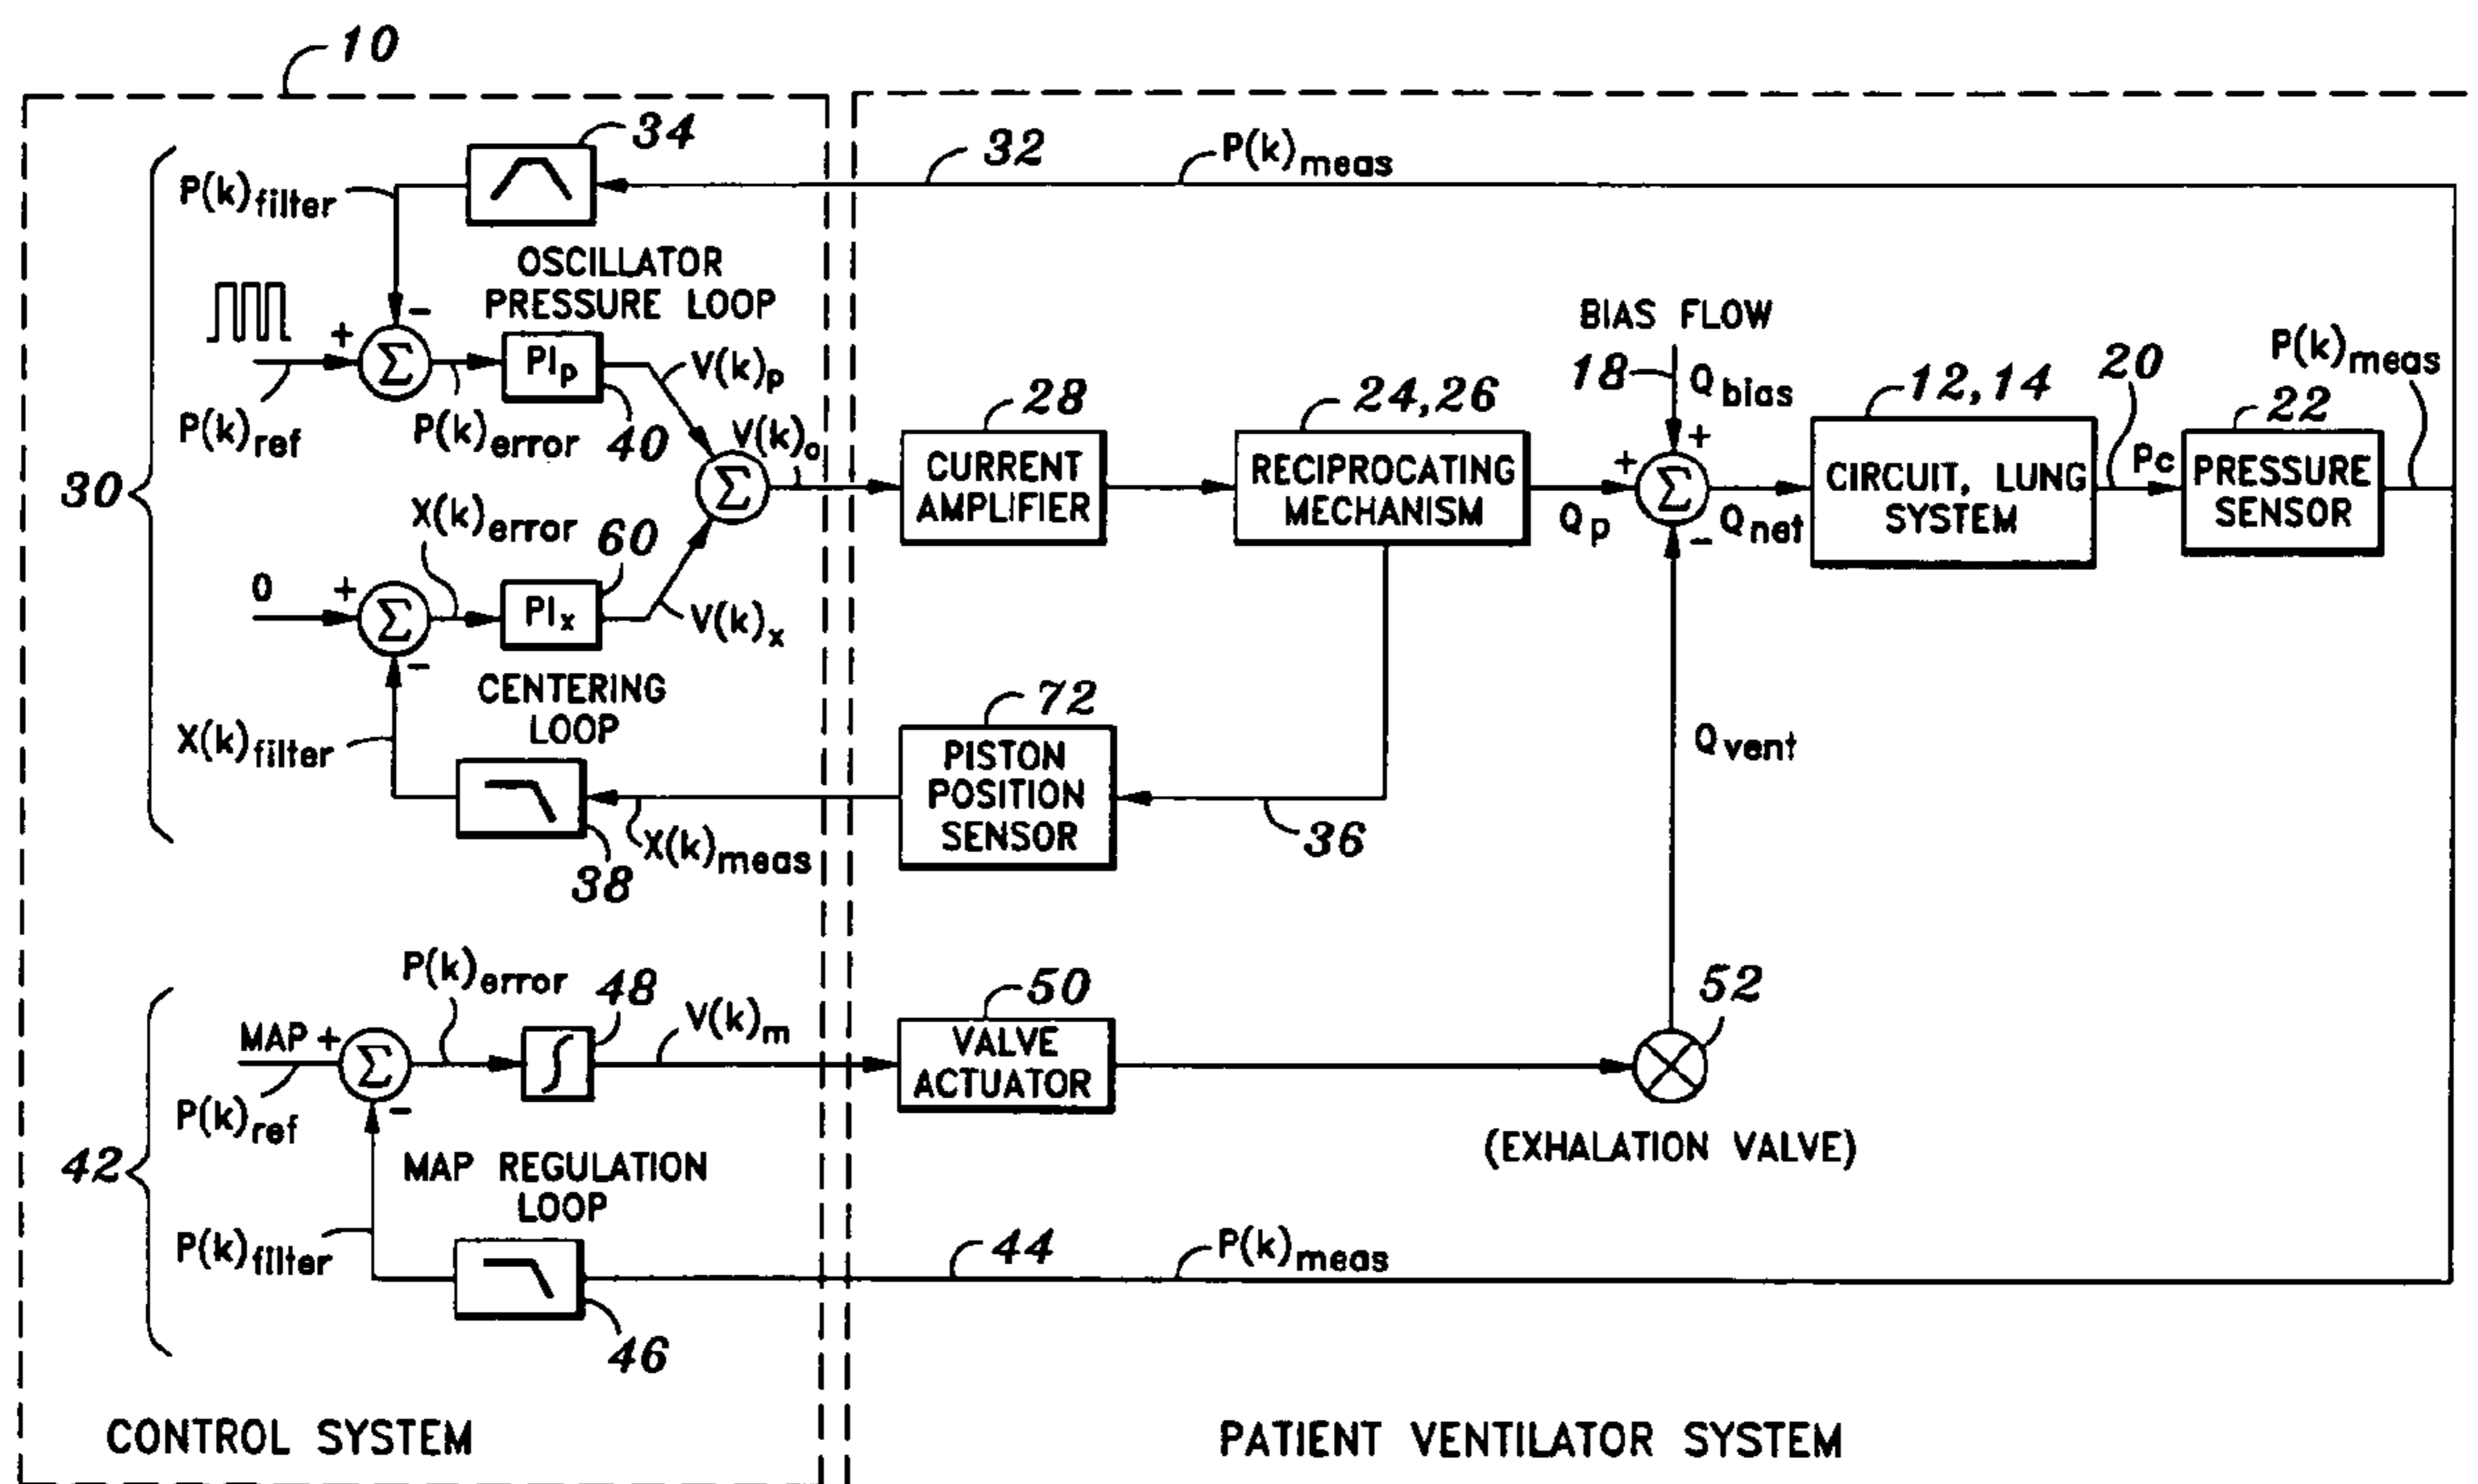 10
34
32
P(k)meas
P(k)filter
OSCILLATOR
PRESSURE LOOP
+
-
Σ
PIp
V(k)p
P(k)ref
P(k)error
40
V(k)o
Σ
30
X(k)error
60
0
+
Σ
-
PIx
V(k)x
CENTERING
LOOP
X(k)filter
38
X(k)meas
28
CURRENT
AMPLIFIER
24,26
RECIPROCATING
MECHANISM
BIAS FLOW
18
Qbias
+
+
Σ
-
Qp
Qnet
12,14
CIRCUIT, LUNG
SYSTEM
20
Pc
22
PRESSURE
SENSOR
P(k)meas
72
PISTON
POSITION
SENSOR
36
Qvent
42
MAP +
Σ
-
P(k)ref
P(k)error
48
∫
V(k)m
50
VALVE
ACTUATOR
52
(EXHALATION VALVE)
MAP REGULATION
LOOP
P(k)filter
46
44
P(k)meas
CONTROL SYSTEM
PATIENT VENTILATOR SYSTEM